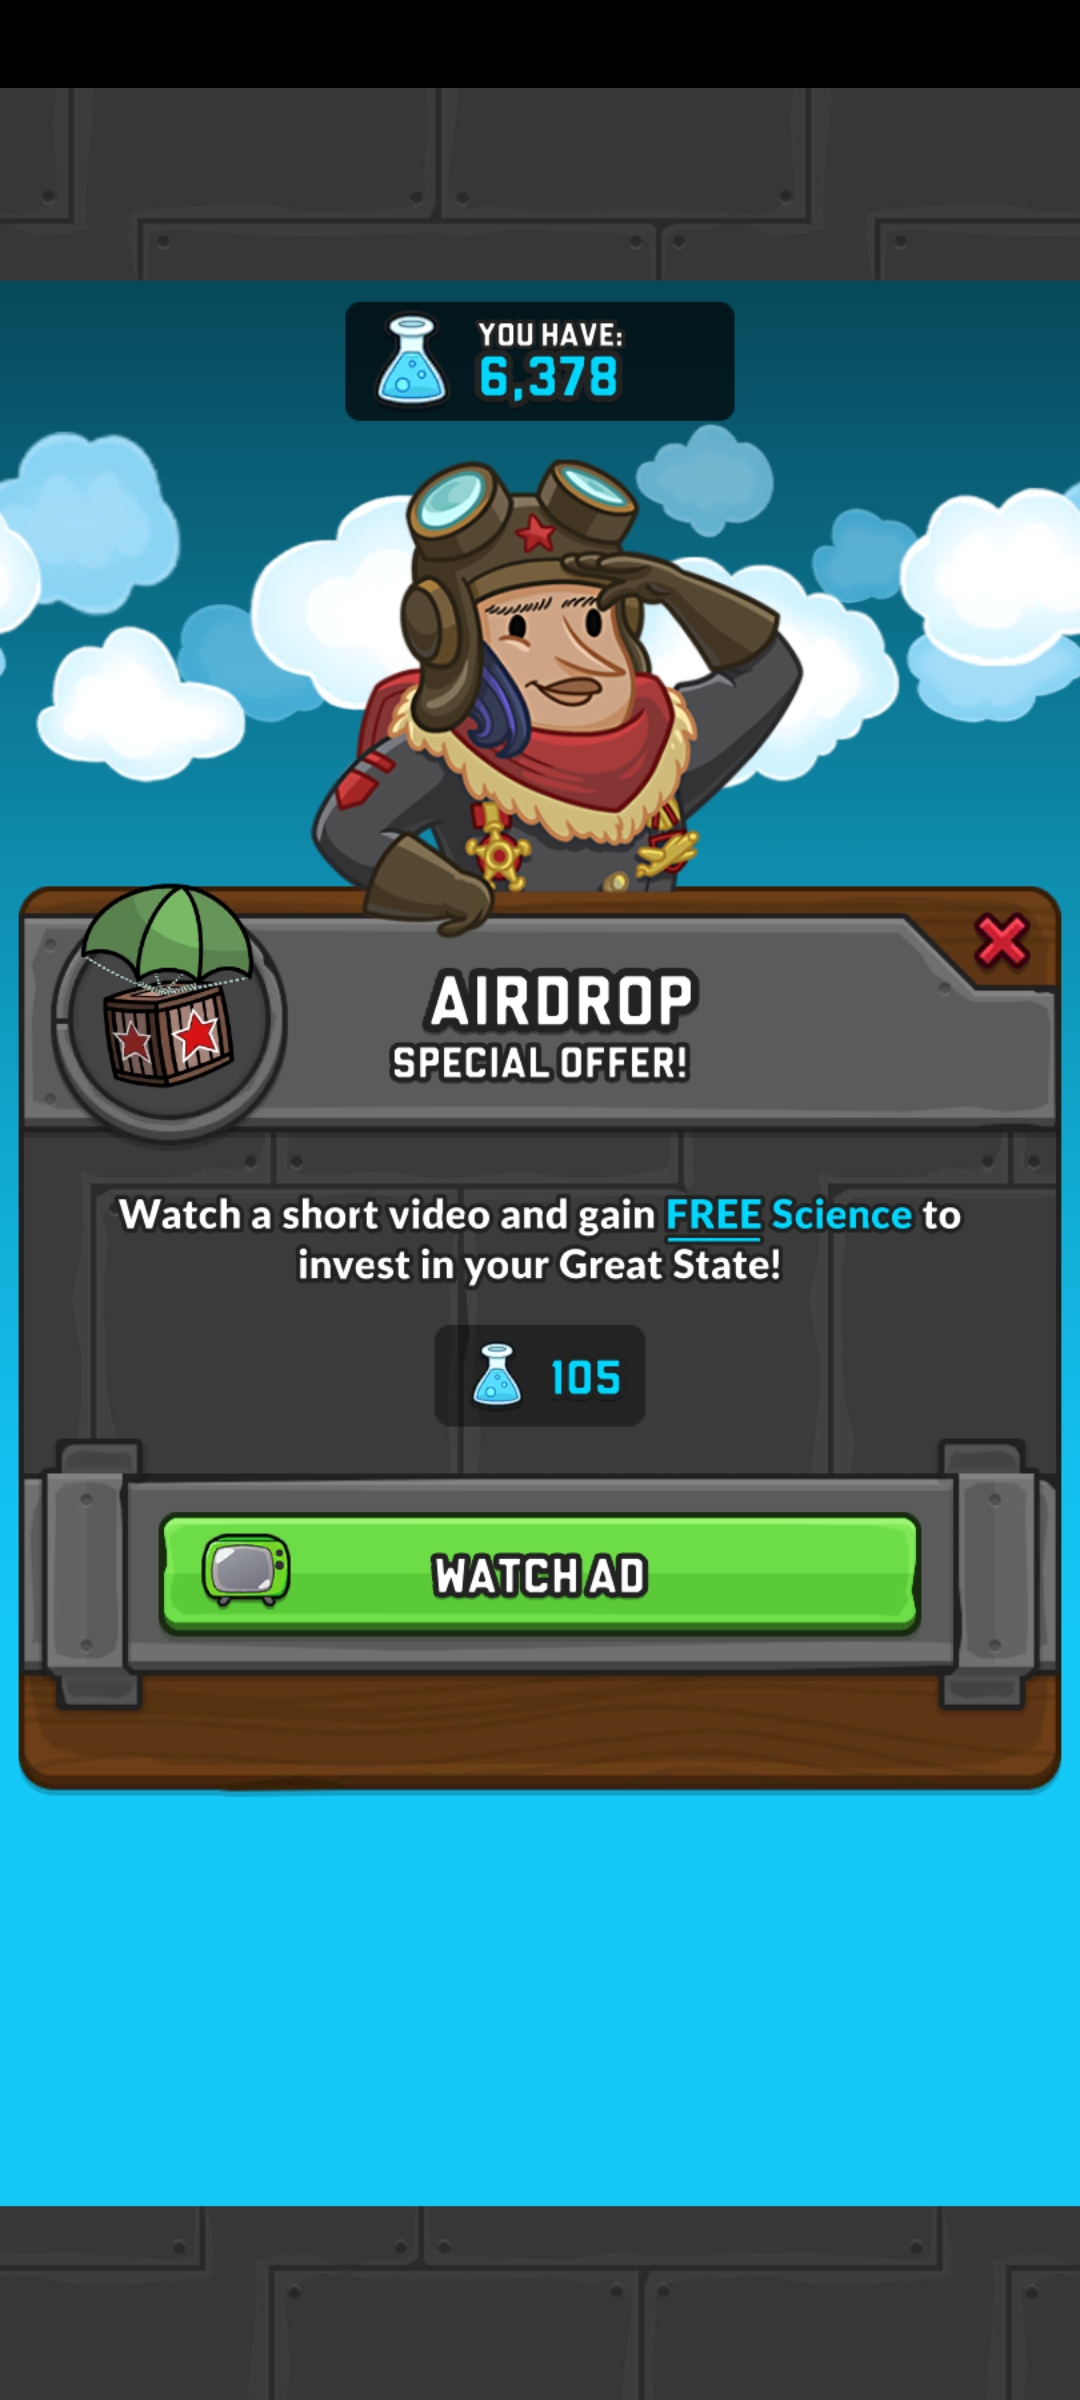 YOU HAVE:
6,378
AIRDROP
SPECIAL OFFER!
Watch a short video and gain FREE Science to
invest in your Great State!
105
WATCH AD